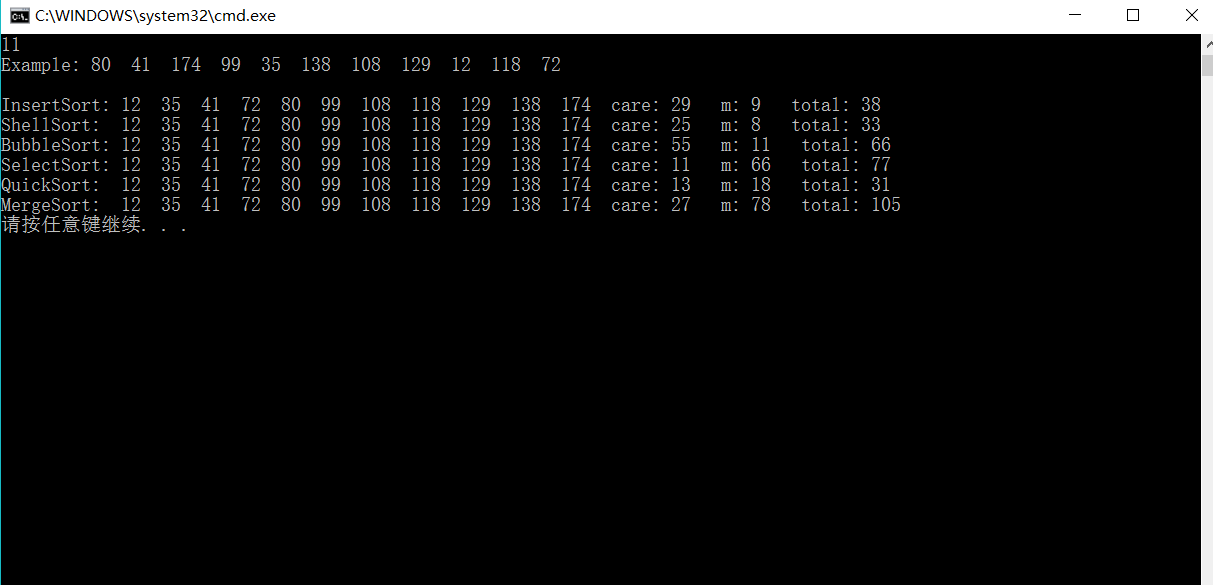 C:\WINDOWS\system32\cmd.exe
11
Example: 80 41 174 99 35 138 108 129 12 118 72
InsertSort: 12 35 41 72 80 99 108 118 129 138 174 care: 29 m: 9 total: 38
ShellSort: 12 35 41 72 80 99 108 118 129 138 174 care: 25 m: 8 total: 33
BubbleSort: 12 35 41 72 80 99 108 118 129 138 174 care: 55 m: 11 total: 66
SelectSort: 12 35 41 72 80 99 108 118 129 138 174 care: 11 m: 66 total: 77
QuickSort: 12 35 41 72 80 99 108 118 129 138 174 care: 13 m: 18 total: 31
MergeSort: 12 35 41 72 80 99 108 118 129 138 174 care: 27 m: 78 total: 105
请按任意键继续. . .